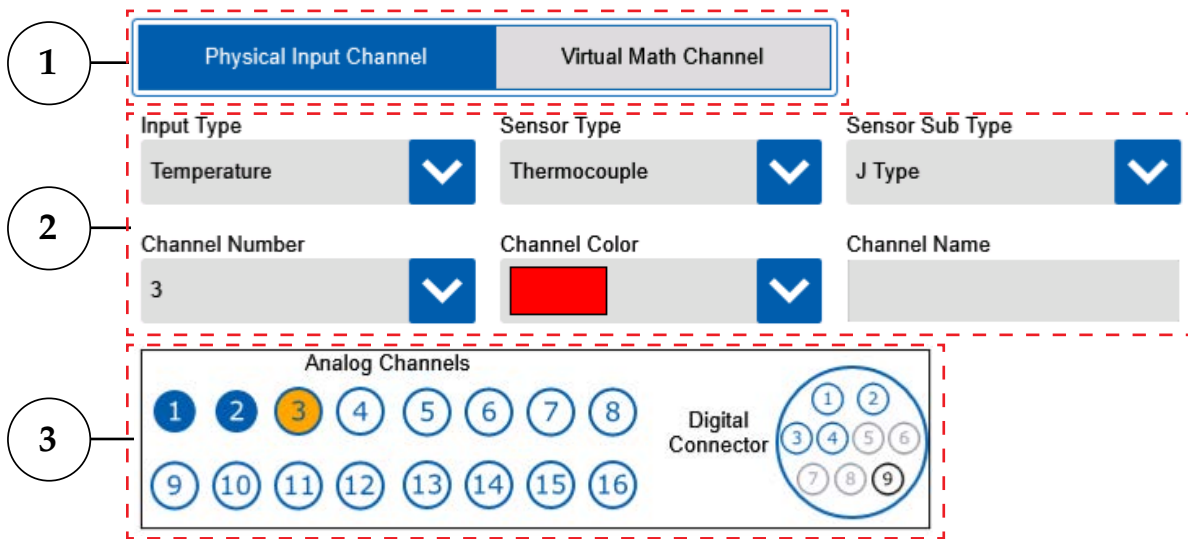 1
Physical Input Channel Virtual Math Channel
2
Input Type Sensor Type Sensor Sub Type
Temperature Thermocouple J Type
Channel Number Channel Color Channel Name
3
3
Analog Channels
1 2 3 4 5 6 7 8
9 10 11 12 13 14 15 16
Digital
Connector
1 2
3 4 5 6
7 8 9